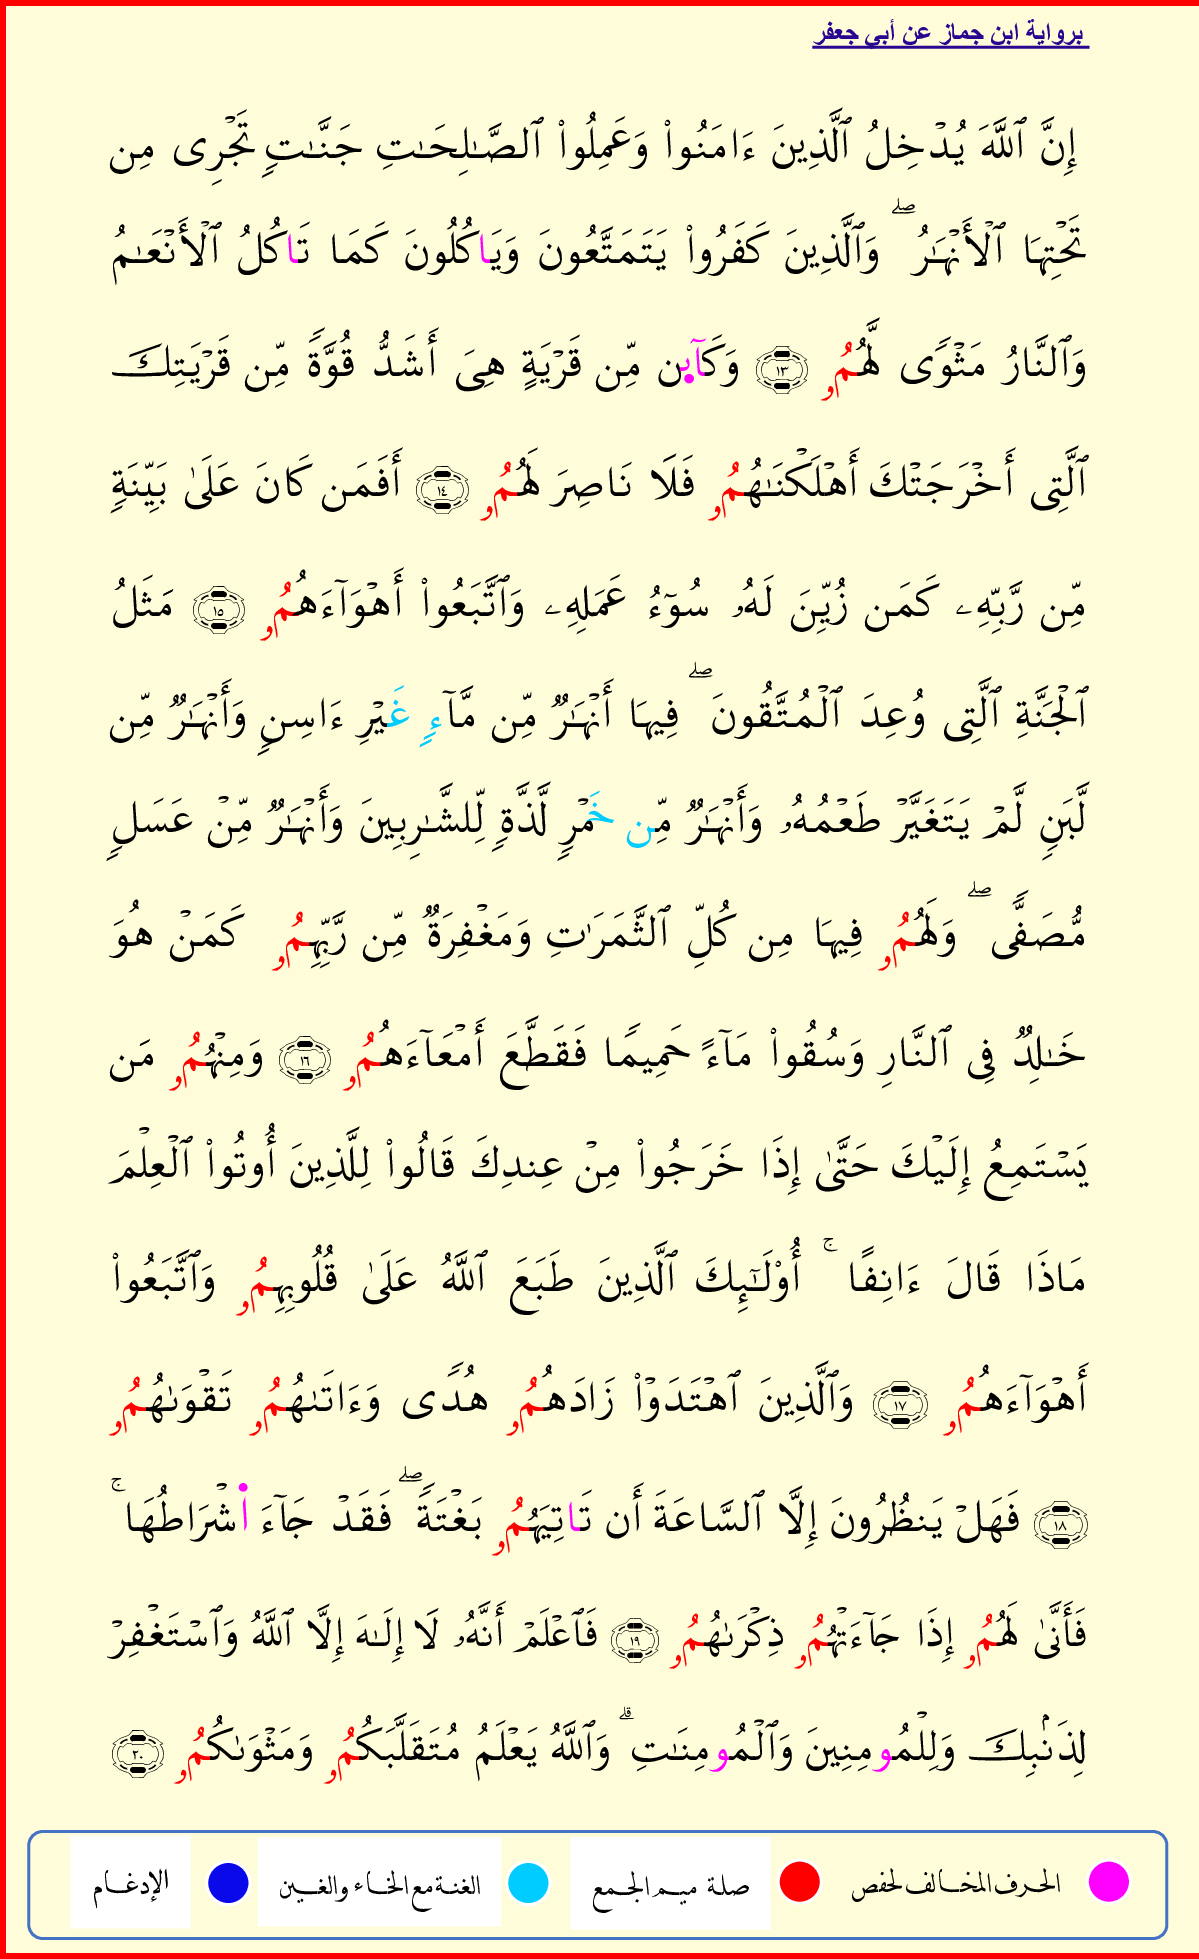 برواية ابن جماز عن أبي جعفر
إِنَّ ٱللَّهَ يُدۡخِلُ ٱلَّذِينَ ءَامَنُواْ وَعَمِلُواْ ٱلصَّـٰلِحَـٰتِ جَنَّـٰتٍ تَجۡرِى مِن
تَحۡتِهَا ٱلۡأَنۡهَـٰرُۖ وَٱلَّذِينَ كَفَرُواْ يَتَمَتَّعُونَ وَيَاكُلُونَ كَمَا تَاكُلُ ٱلۡأَنۡعَـٰمُ
وَٱلنَّارُ مَثۡوًى لَّهُمُۥ ١٣ وَكَآئِن مِّن قَرۡيَةٍ هِىَ أَشَدُّ قُوَّةً مِّن قَرۡيَتِكَ
ٱلَّتِى أَخۡرَجَتۡكَ أَهۡلَكۡنَـٰهُمُۥ فَلَا نَاصِرَ لَهُمُۥ ١٤ أَفَمَن كَانَ عَلَىٰ بَيِّنَةٍ
مِّن رَّبِّهِۦ كَمَن زُيِّنَ لَهُۥ سُوٓءُ عَمَلِهِۦ وَٱتَّبَعُواْ أَهۡوَآءَهُمُۥ ١٥ مَثَلُ
ٱلۡجَنَّةِ ٱلَّتِى وُعِدَ ٱلۡمُتَّقُونَۖ فِيهَا أَنۡهَـٰرٌ مِّن مَّآءٍ غَيۡرِ ءَاسِنٍ وَأَنۡهَـٰرٌ مِّن
لَّبَنٍ لَّمۡ يَتَغَيَّرۡ طَعۡمُهُۥ وَأَنۡهَـٰرٌ مِّن خَمۡرٍ لَّذَّةٍ لِّلشَّـٰرِبِينَ وَأَنۡهَـٰرٌ مِّنۡ عَسَلٍ
مُّصَفًّىۖ وَلَهُمُۥ فِيهَا مِن كُلِّ ٱلثَّمَرَٰتِ وَمَغۡفِرَةٌ مِّن رَّبِّهِمُۥ كَمَنۡ هُوَ
خَـٰلِدٌ فِى ٱلنَّارِ وَسُقُواْ مَآءً حَمِيمًا فَقَطَّعَ أَمۡعَآءَهُمُۥ ١٦ وَمِنۡهُمُۥ مَن
يَسۡتَمِعُ إِلَيۡكَ حَتَّىٰ إِذَا خَرَجُواْ مِنۡ عِندِكَ قَالُواْ لِلَّذِينَ أُوتُواْ ٱلۡعِلۡمَ
مَاذَا قَالَ ءَانِفًاۚ أُوْلَـٰٓئِكَ ٱلَّذِينَ طَبَعَ ٱللَّهُ عَلَىٰ قُلُوبِهِمُۥ وَٱتَّبَعُواْ
أَهۡوَآءَهُمُۥ ١٧ وَٱلَّذِينَ ٱهۡتَدَوۡاْ زَادَهُمُۥ هُدًى وَءَاتَىٰهُمُۥ تَقۡوَىٰهُمُۥ
١٨ فَهَلۡ يَنظُرُونَ إِلَّا ٱلسَّاعَةَ أَن تَاتِيَهُمُۥ بَغۡتَةًۖ فَقَدۡ جَآءَ اشۡرَاطُهَاۚ
فَأَنَّىٰ لَهُمُۥ إِذَا جَآءَتۡهُمُۥ ذِكۡرَىٰهُمُۥ ١٩ فَٱعۡلَمۡ أَنَّهُۥ لَا إِلَـٰهَ إِلَّا ٱللَّهُ وَٱسۡتَغۡفِرۡ
لِذَنۢبِكَ وَلِلۡمُومِنِينَ وَٱلۡمُومِنَـٰتِۗ وَٱللَّهُ يَعۡلَمُ مُتَقَلَّبَكُمُۥ وَمَثۡوَىٰكُمُۥ ٢٠
الحرف المخالف لحفص صلة ميم الجمع الغنة مع الخاء والغين الإدغام